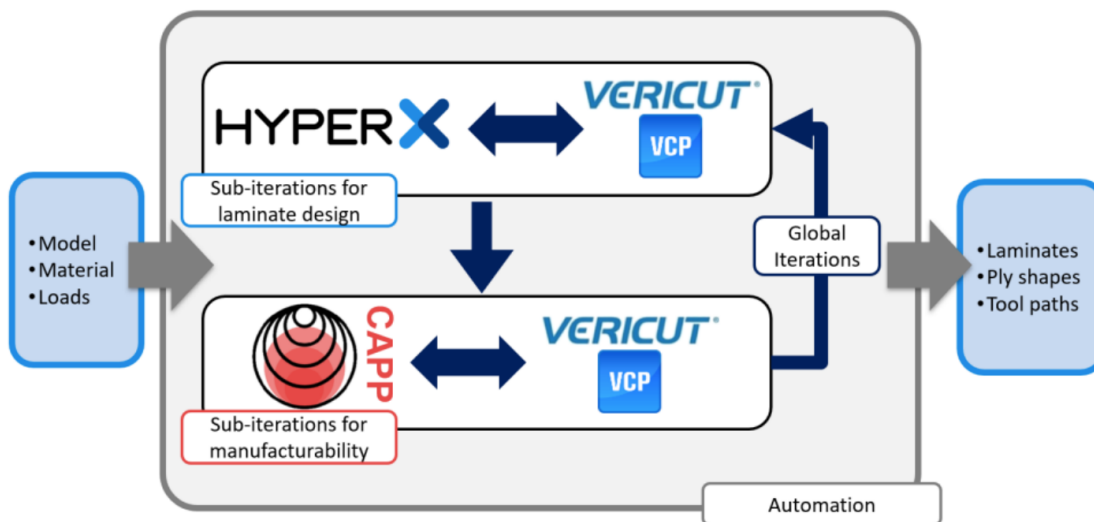 HYPERX
VERICUT®
VCP
Sub-iterations for
laminate design
• Model
• Material
• Loads
Global
Iterations
• Laminates
• Ply shapes
• Tool paths
CAPP
VERICUT®
VCP
Sub-iterations for
manufacturability
Automation